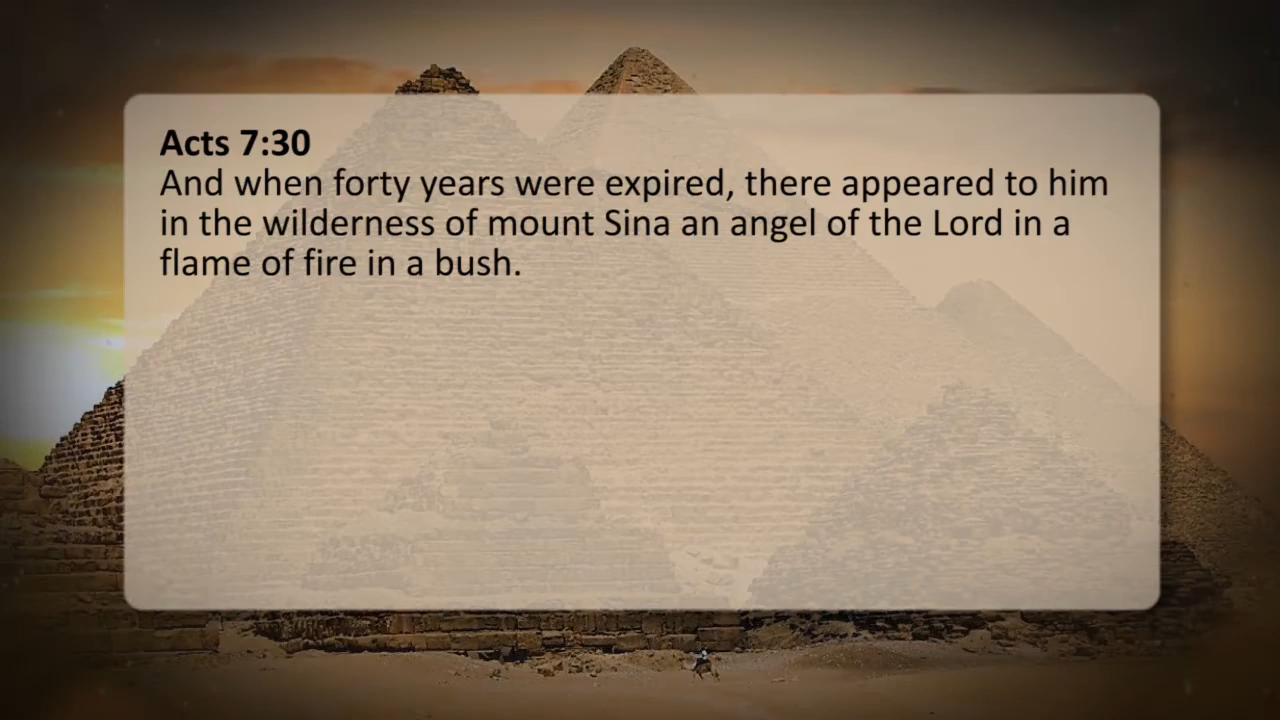 Acts 7:30
And when forty years were expired, there appeared to him
in the wilderness of mount Sina an angel of the Lord in a
flame of fire in a bush.